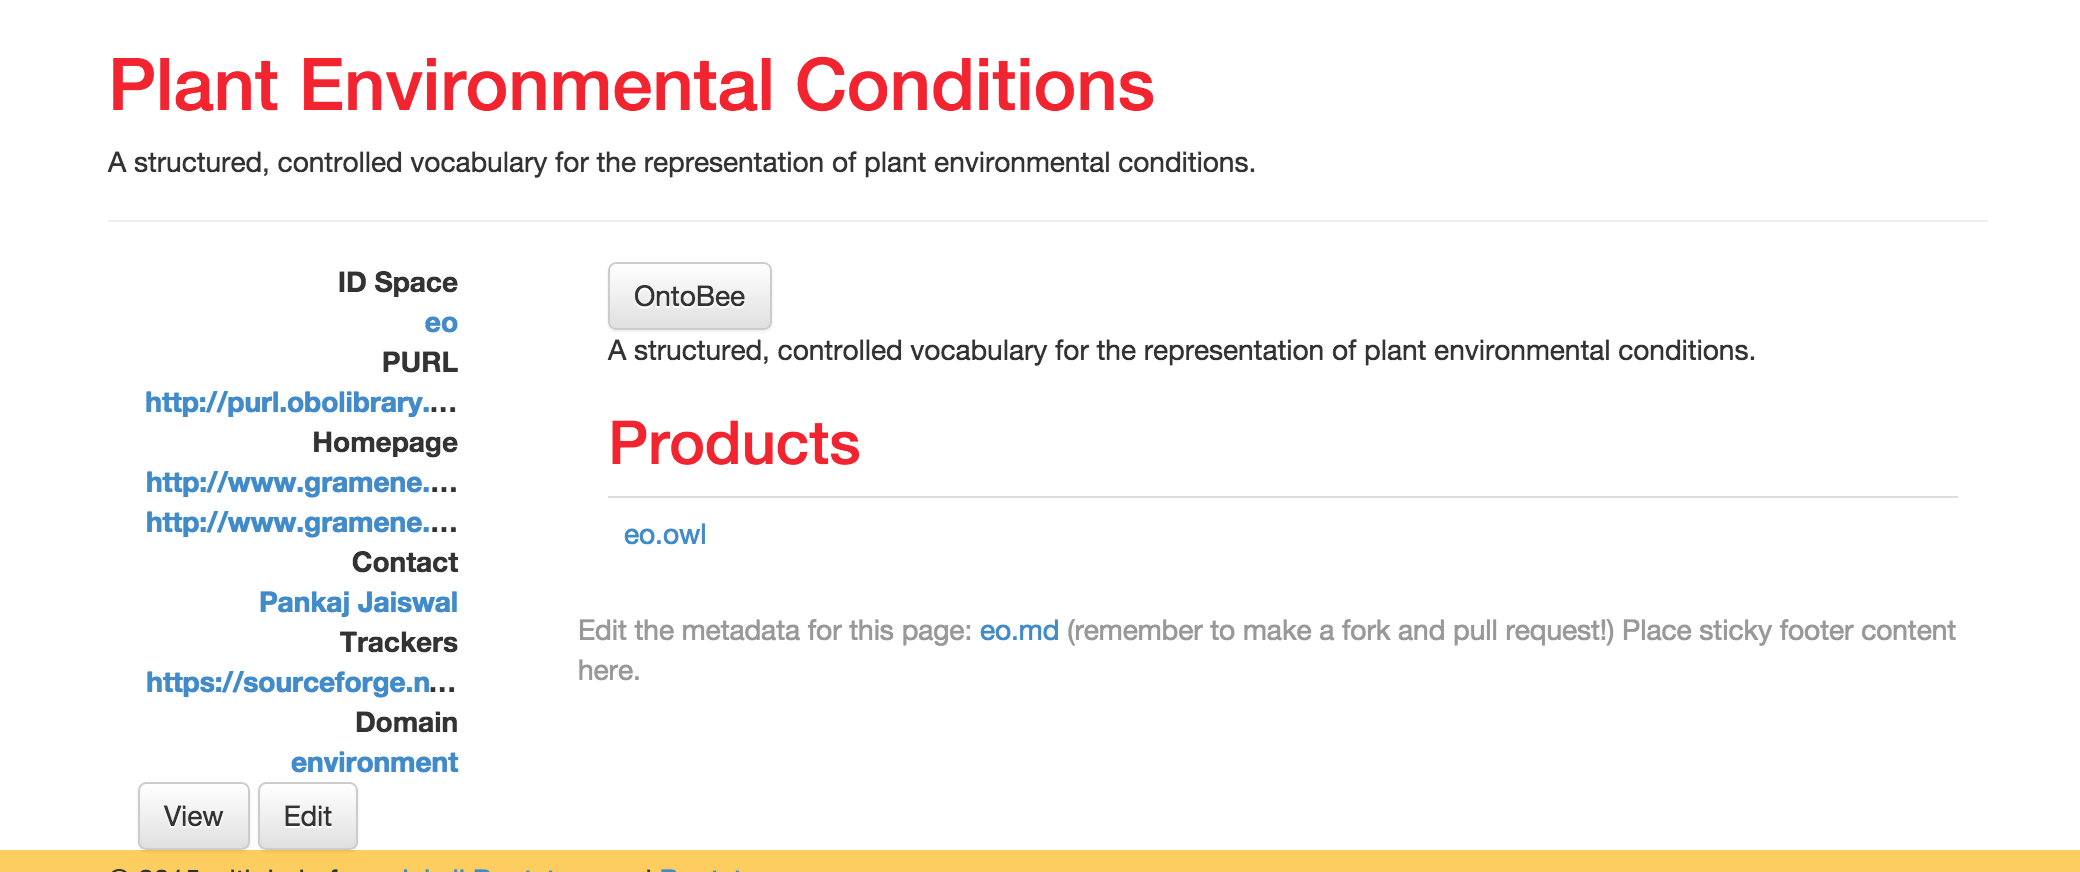 Plant Environmental Conditions
A structured, controlled vocabulary for the representation of plant environmental conditions.
ID Space
eo
PURL
http://purl.obolibrary....
Homepage
http://www.gramene....
http://www.gramene....
Contact
Pankaj Jaiswal
Trackers
https://sourceforge.n...
Domain
environment
View Edit
OntoBee
A structured, controlled vocabulary for the representation of plant environmental conditions.
Products
eo.owl
Edit the metadata for this page: eo.md (remember to make a fork and pull request!) Place sticky footer content
here.